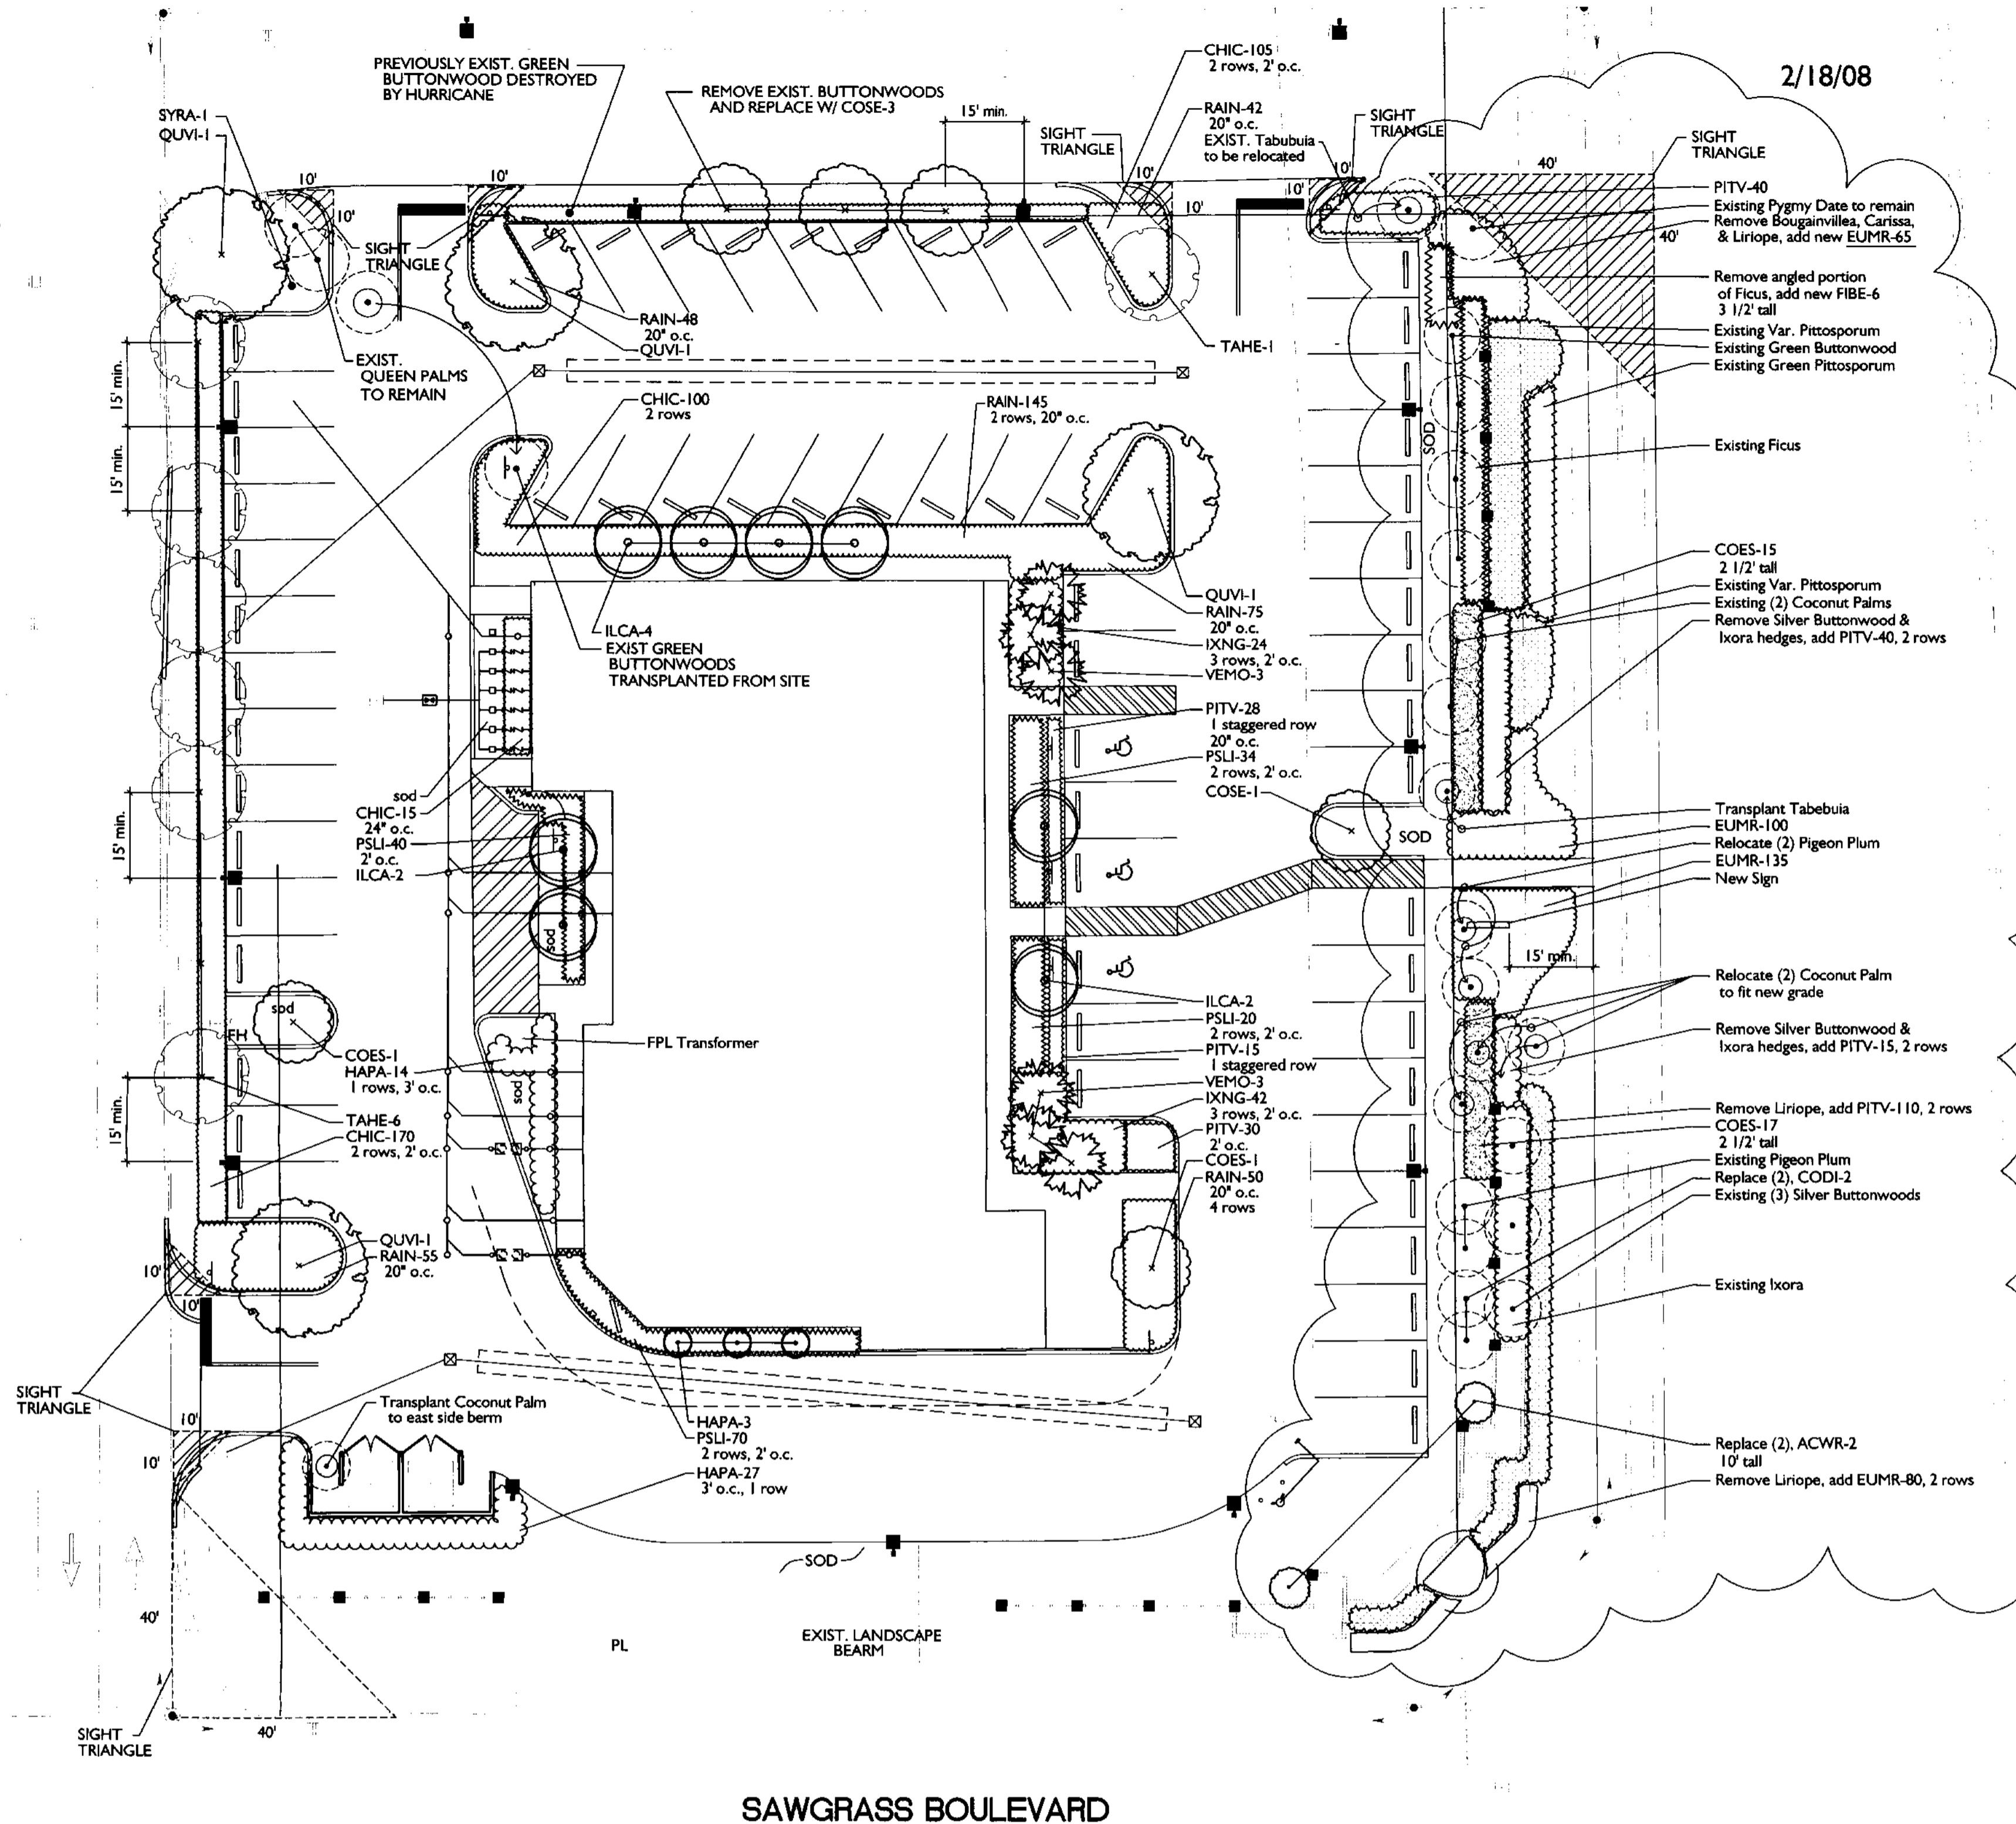 2/18/08
PREVIOUSLY EXIST. GREEN
BUTTONWOOD DESTROYED
BY HURRICANE
REMOVE EXIST. BUTTONWOODS
AND REPLACE W/ COSE-3
15' min.
CHIC-105
2 rows, 2' o.c.
RAIN-42
20" o.c.
EXIST. Tabubuia
to be relocated
SIGHT
TRIANGLE
SIGHT
TRIANGLE
SYRA-1
QUVI-1
10'
10'
10'
10'
10'
10'
10'
SIGHT
TRIANGLE
EXIST.
QUEEN PALMS
TO REMAIN
RAIN-48
20" o.c.
QUVI-1
TAHE-1
40'
40'
SIGHT
TRIANGLE
PITV-40
Existing Pygmy Date to remain
Remove Bougainvillea, Carissa,
& Liriope, add new EUMR-65
Remove angled portion
of Ficus, add new FIBE-6
3 1/2' tall
Existing Var. Pittosporum
Existing Green Buttonwood
Existing Green Pittosporum
Existing Ficus
COES-15
2 1/2' tall
Existing Var. Pittosporum
Existing (2) Coconut Palms
Remove Silver Buttonwood &
Ixora hedges, add PITV-40, 2 rows
Transplant Tabebuia
EUMR-100
Relocate (2) Pigeon Plum
EUMR-135
New Sign
15' min.
Relocate (2) Coconut Palm
to fit new grade
Remove Silver Buttonwood &
Ixora hedges, add PITV-15, 2 rows
Remove Liriope, add PITV-110, 2 rows
COES-17
2 1/2' tall
Existing Pigeon Plum
Replace (2), CODI-2
Existing (3) Silver Buttonwoods
Existing Ixora
Replace (2), ACWR-2
10' tall
Remove Liriope, add EUMR-80, 2 rows
15' min.
15' min.
CHIC-100
2 rows
RAIN-145
2 rows, 20" o.c.
SOD
ILCA-4
EXIST GREEN
BUTTONWOODS
TRANSPLANTED FROM SITE
QUVI-1
RAIN-75
20" o.c.
IXNG-24
3 rows, 2' o.c.
VEMO-3
PITV-28
1 staggered row
20" o.c.
PSLI-34
2 rows, 2' o.c.
COSE-1
SOD
sod
CHIC-15
24" o.c.
PSLI-40
2' o.c.
ILCA-2
sod
15' min.
sod
FH
COES-1
HAPA-14
1 rows, 3' o.c.
FPL Transformer
sod
TAHE-6
CHIC-170
2 rows, 2' o.c.
15' min.
ILCA-2
PSLI-20
2 rows, 2' o.c.
PITV-15
1 staggered row
VEMO-3
IXNG-42
3 rows, 2' o.c.
PITV-30
2' o.c.
COES-1
RAIN-50
20" o.c.
4 rows
QUVI-1
RAIN-55
20" o.c.
10'
10'
SIGHT
TRIANGLE
10'
10'
Transplant Coconut Palm
to east side berm
HAPA-3
PSLI-70
2 rows, 2' o.c.
HAPA-27
3' o.c., 1 row
SOD
40'
PL
EXIST. LANDSCAPE
BEARM
SIGHT
TRIANGLE
40'
SAWGRASS BOULEVARD